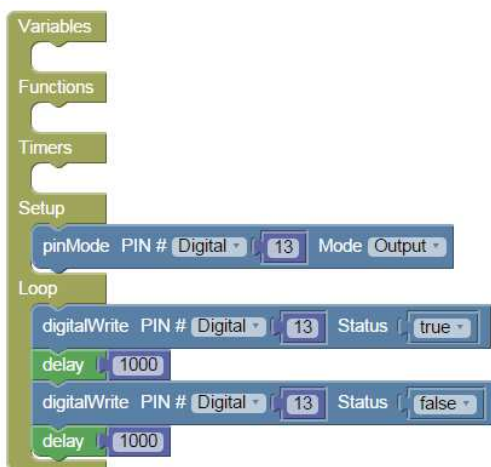 Variables
Functions
Timers
Setup
pinMode PIN # Digital 13 Mode Output
Loop
digitalWrite PIN # Digital 13 Status true
delay 1000
digitalWrite PIN # Digital 13 Status false
delay 1000